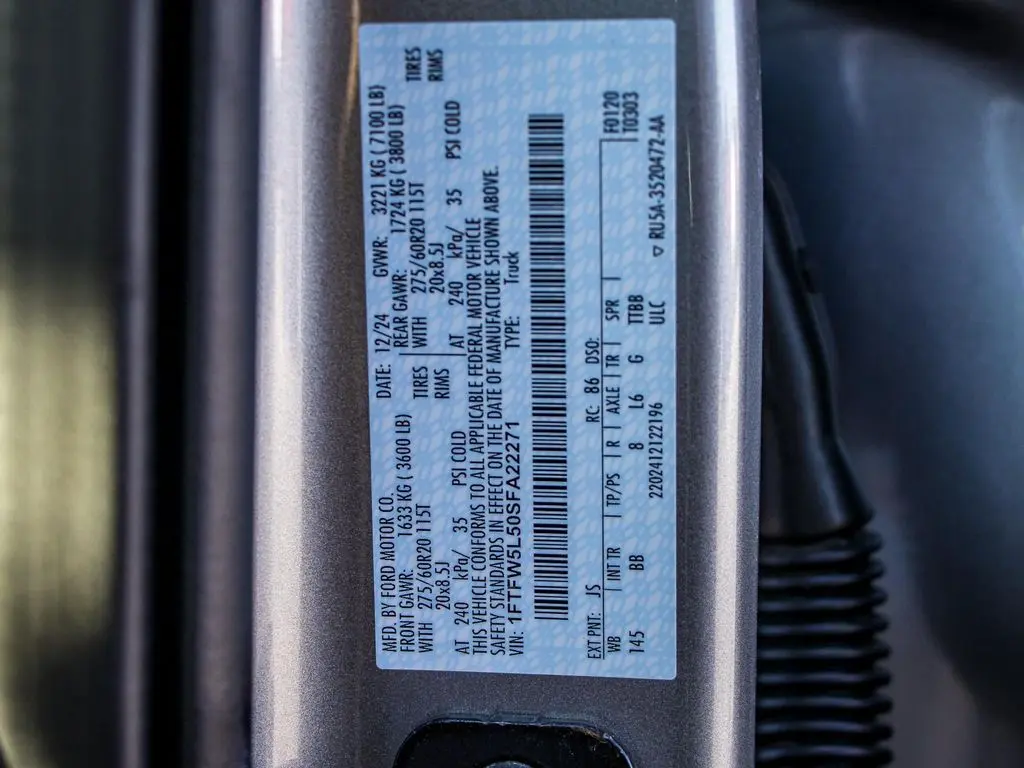 MFD. BY FORD MOTOR CO. DATE: 12/24 GVWR: 3221 KG ( 7100 LB)
FRONT GAWR: 1633 KG ( 3600 LB) REAR GAWR: 1724 KG ( 3800 LB)
WITH 275/60R20 115T TIRES WITH 275/60R20 115T TIRES
20x8.5J RIMS 20x8.5J RIMS
AT 240 kPa/ 35 PSI COLD AT 240 kPa/ 35 PSI COLD
THIS VEHICLE CONFORMS TO ALL APPLICABLE FEDERAL MOTOR VEHICLE
SAFETY STANDARDS IN EFFECT ON THE DATE OF MANUFACTURE SHOWN ABOVE.
VIN: 1FTFW5L50SFA22271 TYPE: Truck
EXT PNT: JS RC: 86 DSO: F0120
WB INT TR TP/PS R AXLE TR SPR T0303
145 BB 8 L6 G TTBB
22024121 22196 ULC ▽ RU5A-3520472-AA